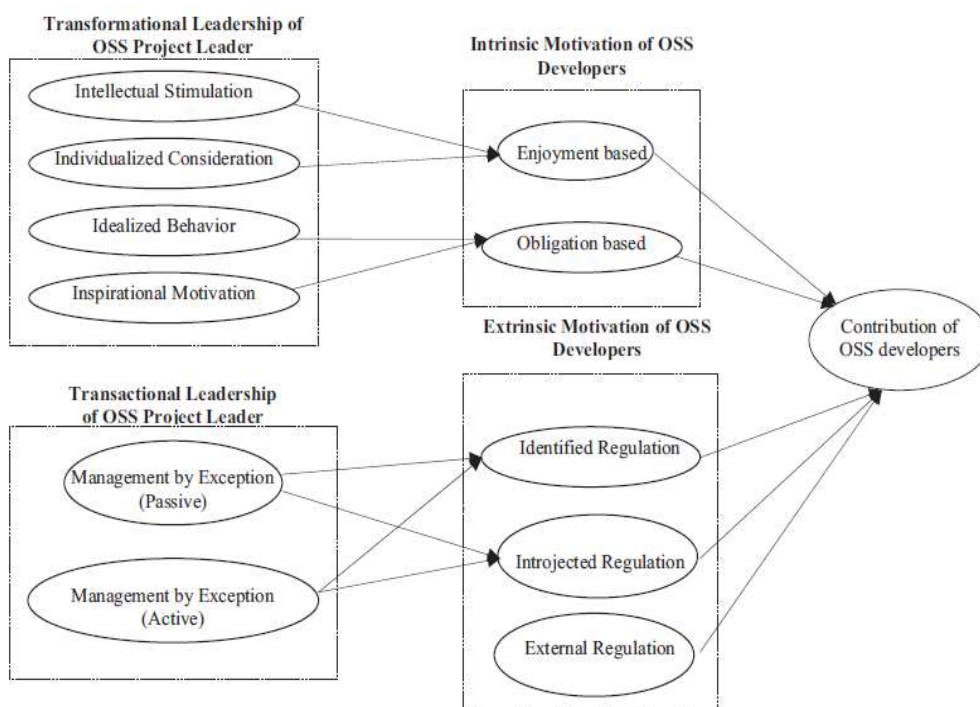 Transformational Leadership of
OSS Project Leader
Intellectual Stimulation
Individualized Consideration
Idealized Behavior
Inspirational Motivation
Transactional Leadership
of OSS Project Leader
Management by Exception
(Passive)
Management by Exception
(Active)
Intrinsic Motivation of OSS
Developers
Enjoyment based
Obligation based
Extrinsic Motivation of OSS
Developers
Identified Regulation
Introjected Regulation
External Regulation
Contribution of
OSS developers